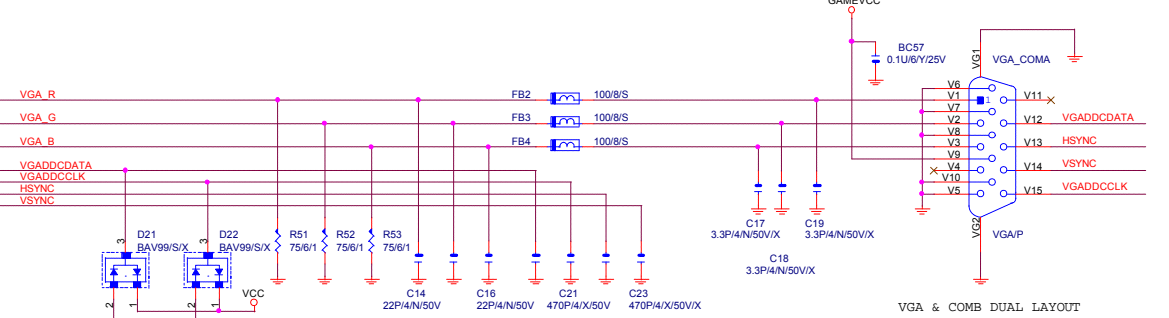 GAMEVCC
BC57
0.1U/6/Y/25V
VG1
VGA_COMA
VGA_R
FB2
100/8/S
V6
V1
1
V11
V7
VGA_G
FB3
100/8/S
V2
V12
VGADDCDATA
V8
VGA_B
FB4
100/8/S
V3
V13
HSYNC
V9
VGADDCDATA
V4
V14
VSYNC
VGADDCCLK
V10
HSYNC
V5
V15
VGADDCCLK
VSYNC
D21
BAV99/S/X
3
D22
BAV99/S/X
3
R51
75/6/1
R52
75/6/1
R53
75/6/1
C17
3.3P/4/N/50V/X
C19
3.3P/4/N/50V/X
VG2
VGA/P
C18
3.3P/4/N/50V/X
C14
22P/4/N/50V
C16
22P/4/N/50V
C21
470P/4/X/50V
C23
470P/4/X/50V/X
VCC
2
1
2
1
VGA & COMB DUAL LAYOUT